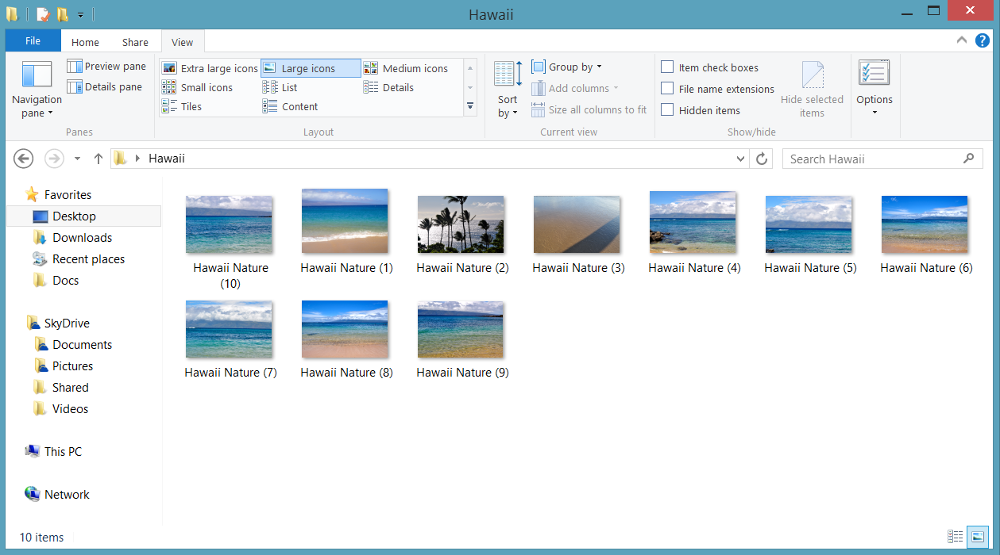 Hawaii
File
Home
Share
View
Navigation
pane
Preview pane
Details pane
Panes
Extra large icons
Large icons
Medium icons
Small icons
List
Details
Tiles
Content
Layout
Sort
by
Group by
Add columns
Size all columns to fit
Current view
Item check boxes
File name extensions
Hidden items
Hide selected
items
Show/hide
Options
Hawaii
Search Hawaii
Favorites
Desktop
Downloads
Recent places
Docs
SkyDrive
Documents
Pictures
Shared
Videos
This PC
Network
Hawaii Nature
(10)
Hawaii Nature (1)
Hawaii Nature (2)
Hawaii Nature (3)
Hawaii Nature (4)
Hawaii Nature (5)
Hawaii Nature (6)
Hawaii Nature (7)
Hawaii Nature (8)
Hawaii Nature (9)
10 items